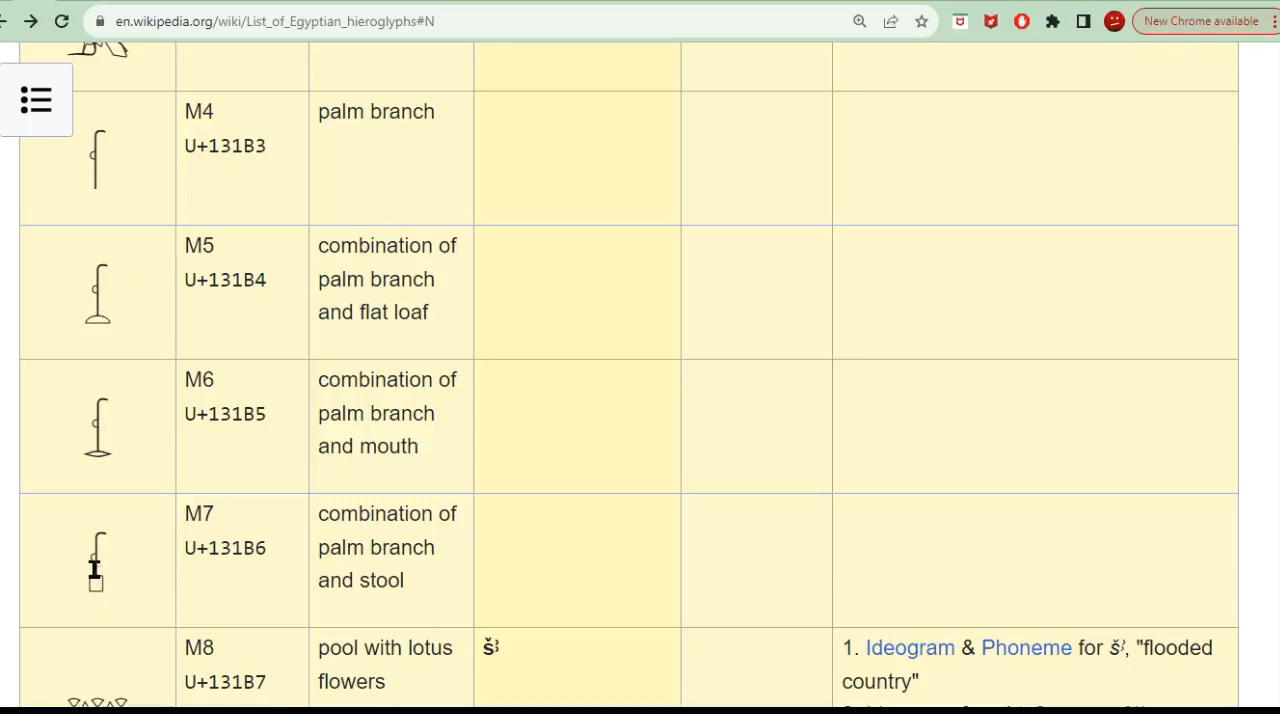 en.wikipedia.org/wiki/List_of_Egyptian_hieroglyphs#N
New Chrome available
M4
U+131B3
palm branch
M5
U+131B4
combination of
palm branch
and flat loaf
M6
U+131B5
combination of
palm branch
and mouth
M7
U+131B6
combination of
palm branch
and stool
M8
U+131B7
pool with lotus
flowers
šꜣ
1. Ideogram & Phoneme for šꜣ, "flooded
country"